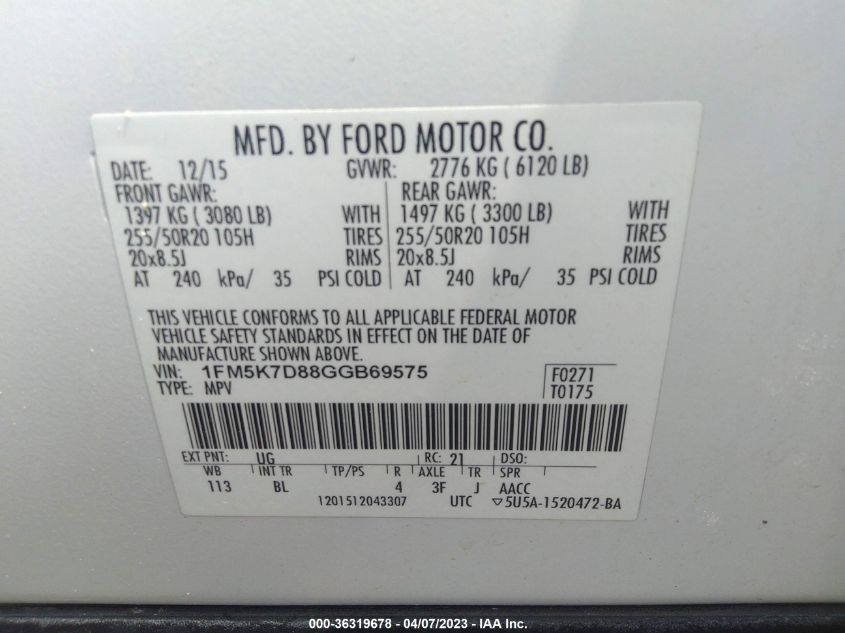 MFD. BY FORD MOTOR CO.
DATE: 12/15 GVWR: 2776 KG ( 6120 LB)
FRONT GAWR: REAR GAWR:
1397 KG ( 3080 LB) WITH 1497 KG ( 3300 LB) WITH
255/50R20 105H TIRES 255/50R20 105H TIRES
20x8.5J RIMS 20x8.5J RIMS
AT 240 kPa/ 35 PSI COLD AT 240 kPa/ 35 PSI COLD
THIS VEHICLE CONFORMS TO ALL APPLICABLE FEDERAL MOTOR
VEHICLE SAFETY STANDARDS IN EFFECT ON THE DATE OF
MANUFACTURE SHOWN ABOVE.
VIN: 1FM5K7D88GGB69575 F0271
TYPE: MPV T0175
EXT PNT: UG RC: 21 DSO:
WB INT TR TP/PS R AXLE TR SPR
113 BL 4 3F J AACC
1201512043307 UTC ▽5U5A-1520472-BA
000-36319678 - 04/07/2023 - IAA Inc.